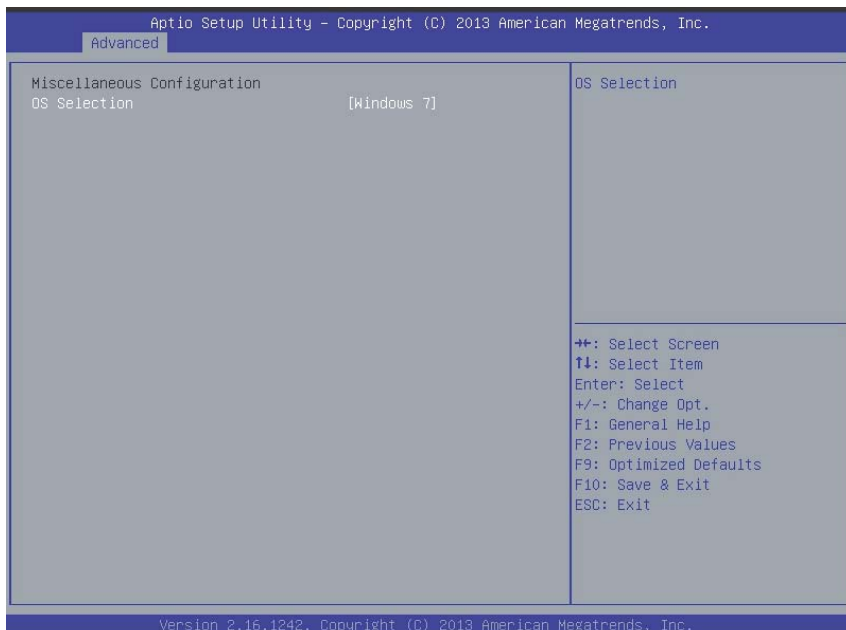 Aptio Setup Utility – Copyright (C) 2013 American Megatrends, Inc.
Advanced
Miscellaneous Configuration
OS Selection [Windows 7]
OS Selection
→←: Select Screen
↑↓: Select Item
Enter: Select
+/-: Change Opt.
F1: General Help
F2: Previous Values
F9: Optimized Defaults
F10: Save & Exit
ESC: Exit
Version 2.16.1242. Copyright (C) 2013 American Megatrends, Inc.